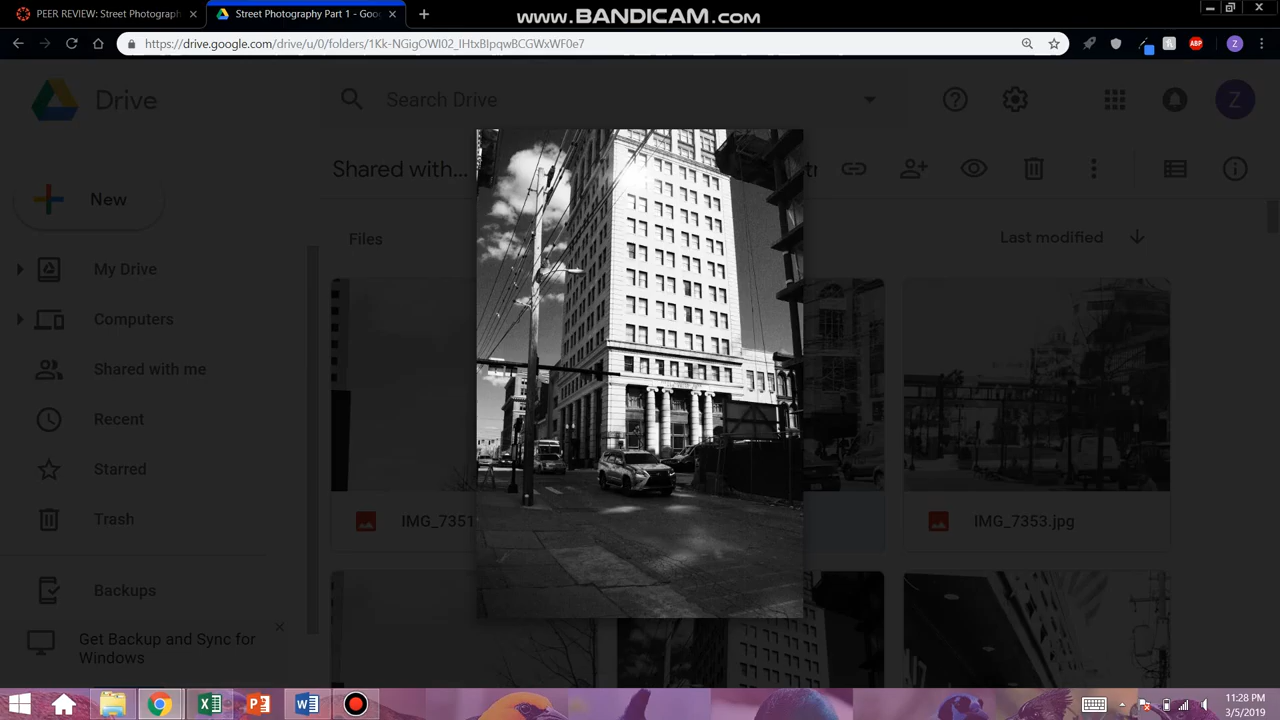 PEER REVIEW: Street Photograph
Street Photography Part 1 - Goo
www.BANDICAM.com
https://drive.google.com/drive/u/0/folders/1Kk-NGigOWI02_IHtxBIpqwBCGWxWF0e7
ABP
Z
Drive
Search Drive
Z
Shared with...
New
Files
Last modified
My Drive
Computers
Shared with me
Recent
Starred
Trash
IMG_7351
IMG_7353.jpg
Backups
Get Backup and Sync for
Windows
11:28 PM
3/5/2019